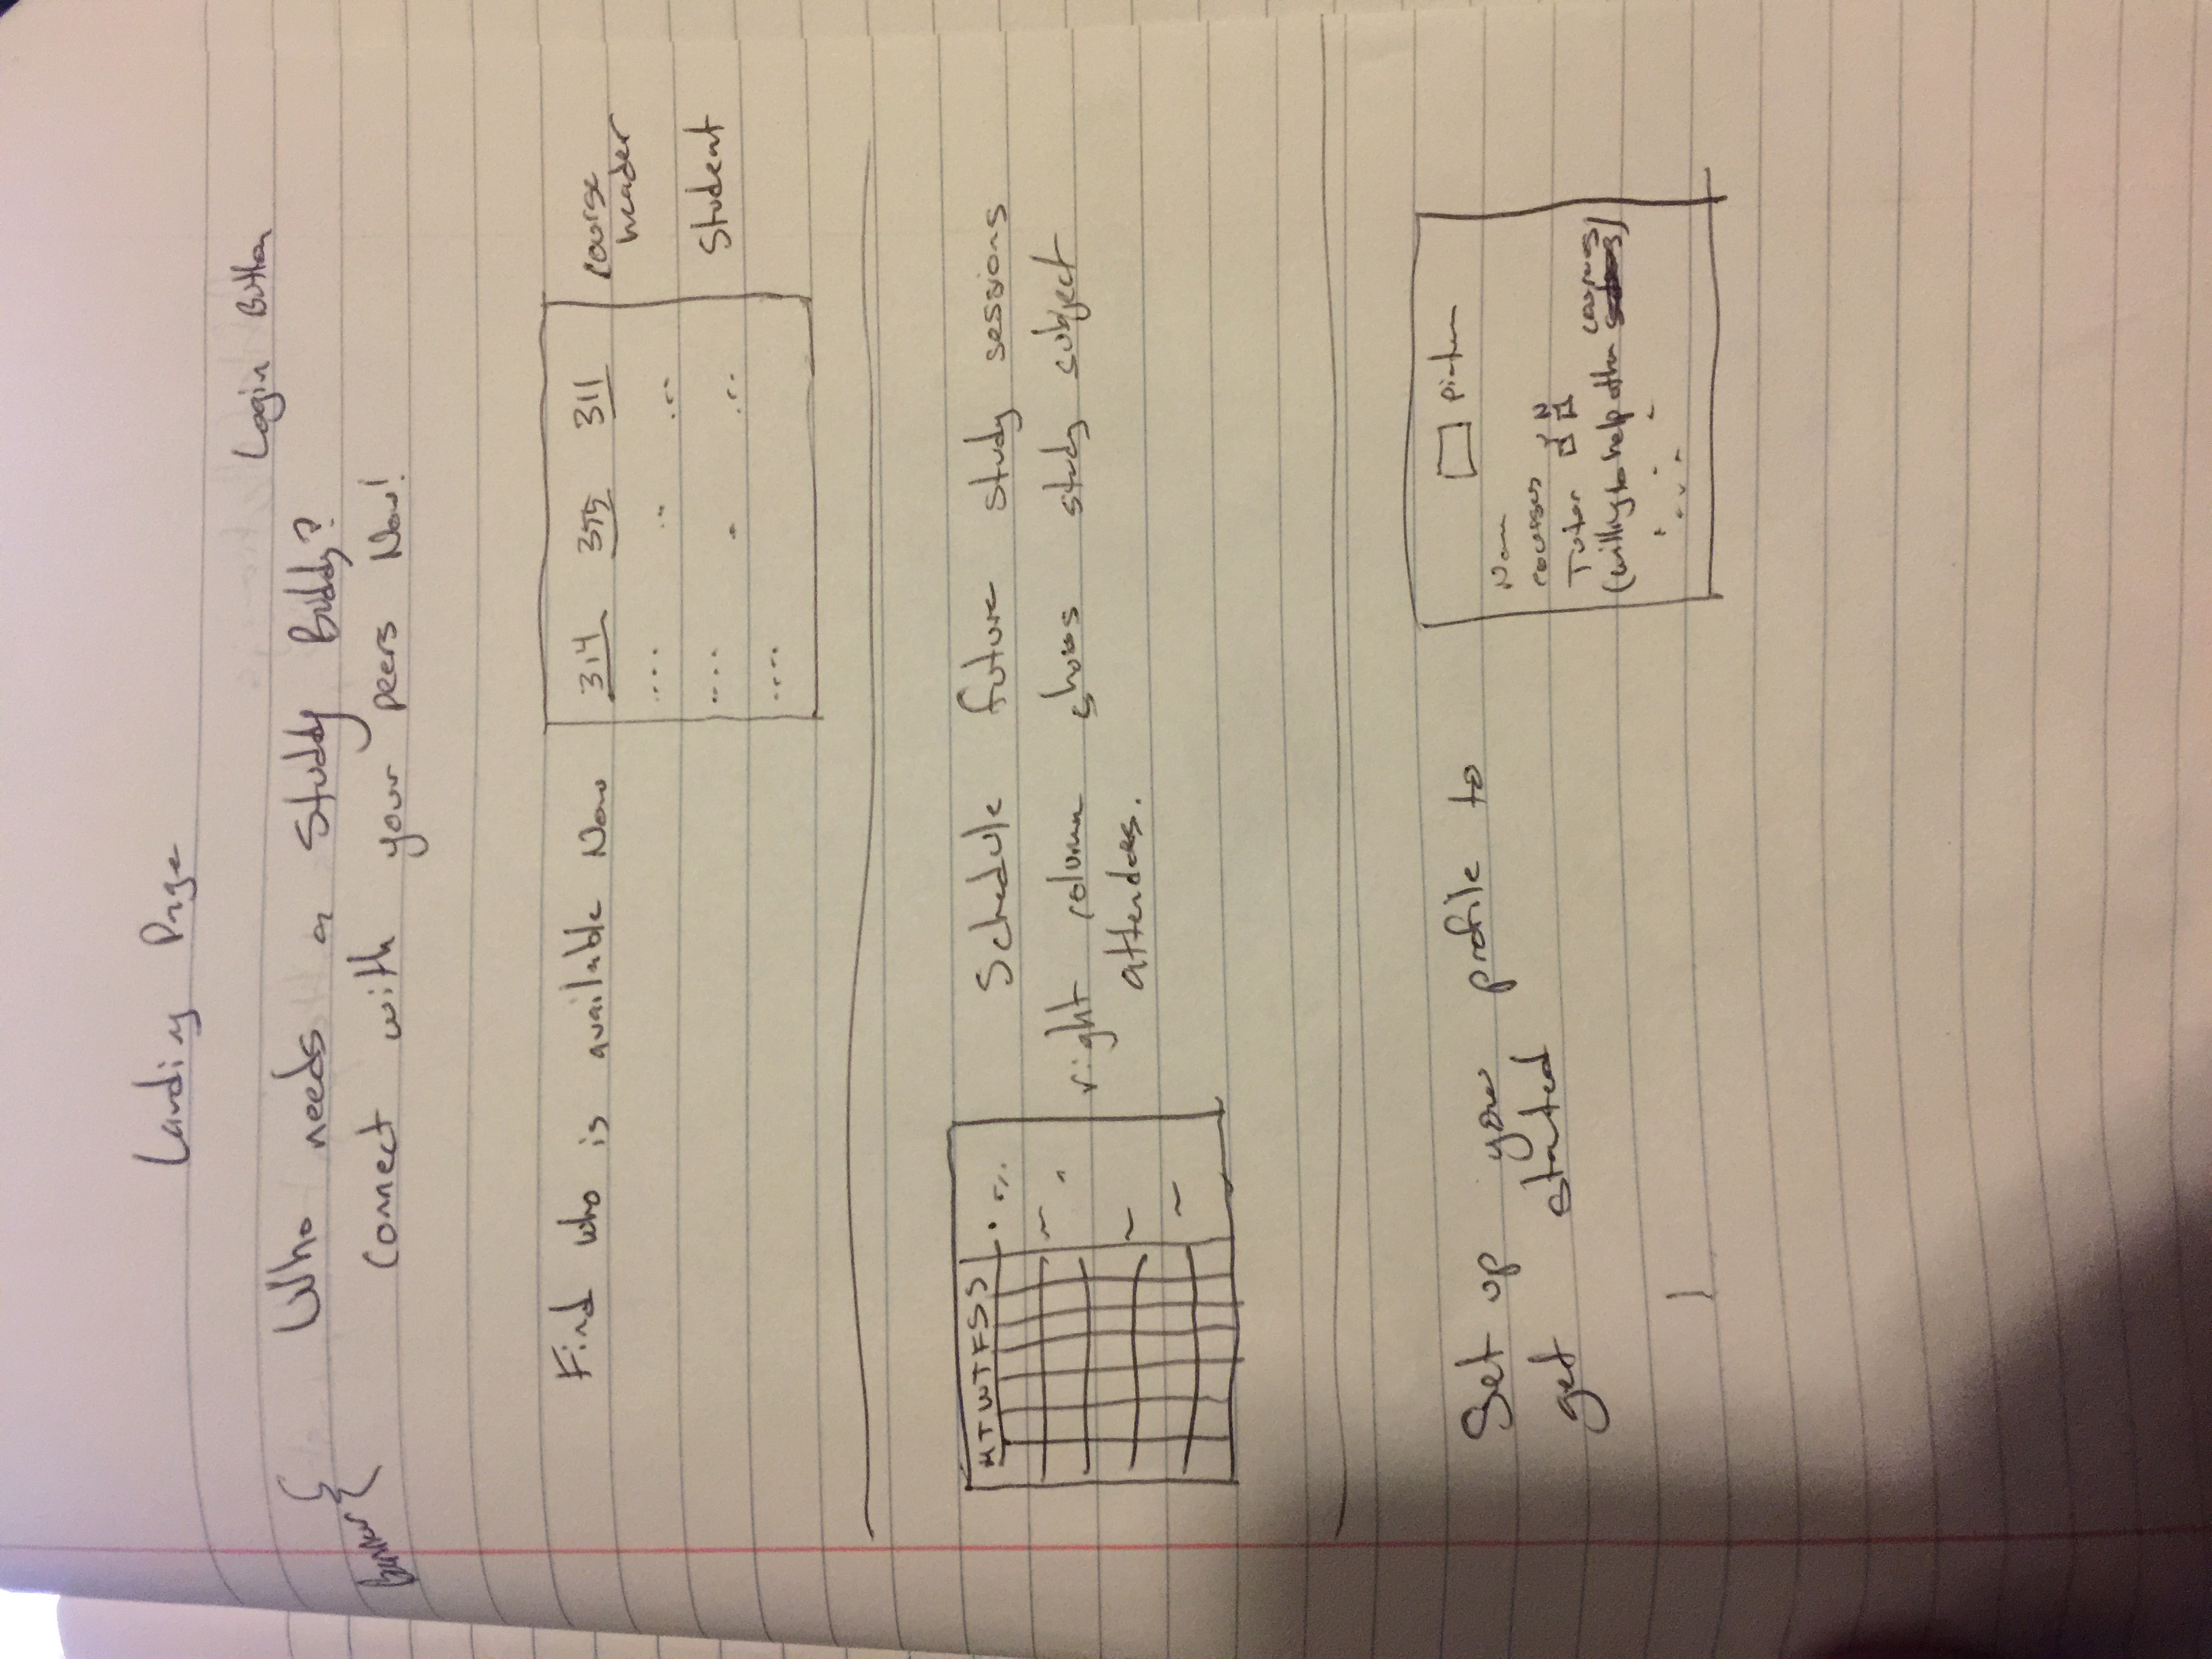 Landing Page
Login Button
Banner
Who needs a Studdy Buddy?
Connect with your peers Now!
Find who is available Now
314 375 311
course
header
Student
M T W T F S S
Schedule future study sessions
right column shows study subject
attendees.
Set up your profile to
get started
picture
Name
courses
Tutor Y N
(willing to help other courses)